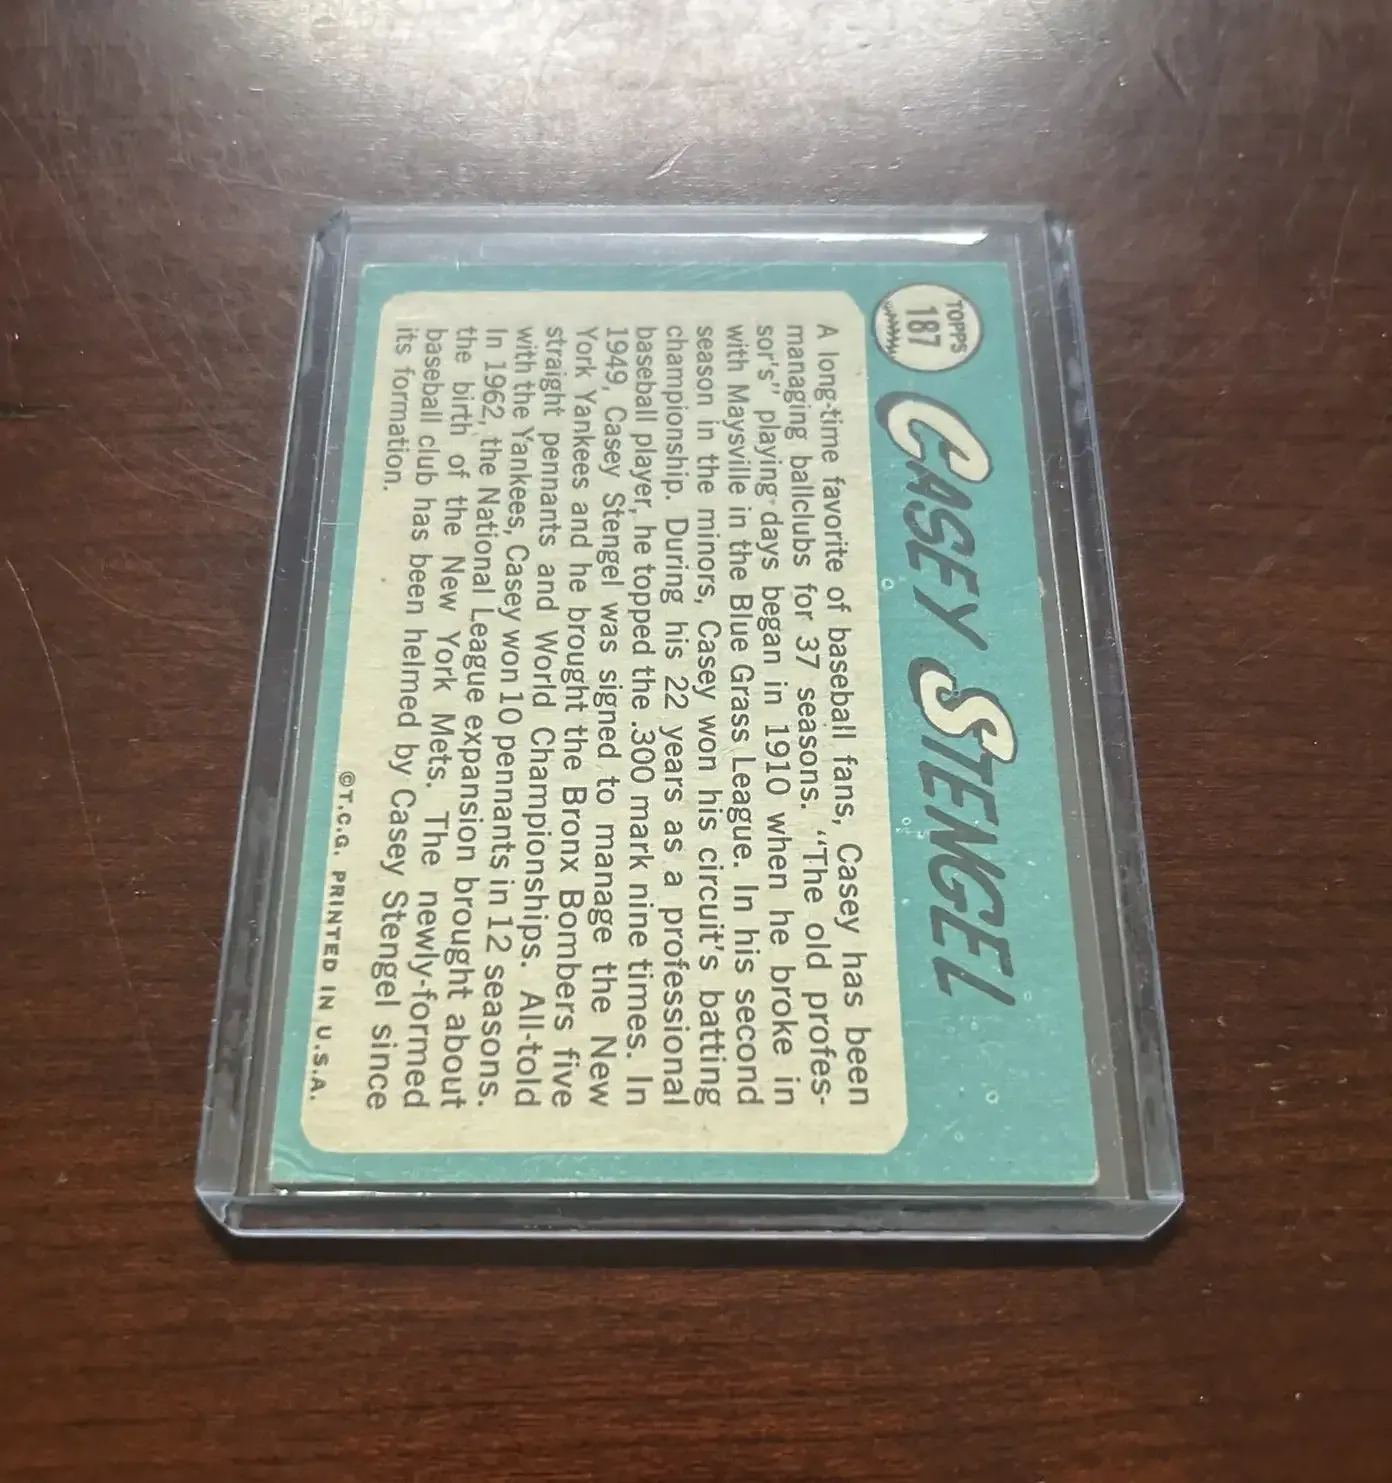 TOPPS
187
CASEY STENGEL
A long-time favorite of baseball fans, Casey has been
managing ballclubs for 37 seasons. “The old profes-
sor's” playing days began in 1910 when he broke in
with Maysville in the Blue Grass League. In his second
season in the minors, Casey won his circuit's batting
championship. During his 22 years as a professional
baseball player, he topped the .300 mark nine times. In
1949, Casey Stengel was signed to manage the New
York Yankees and he brought the Bronx Bombers five
straight pennants and World Championships. All-told
with the Yankees, Casey won 10 pennants in 12 seasons.
In 1962, the National League expansion brought about
the birth of the New York Mets. The newly-formed
baseball club has been helmed by Casey Stengel since
its formation.
©T.C.G. PRINTED IN U.S.A.